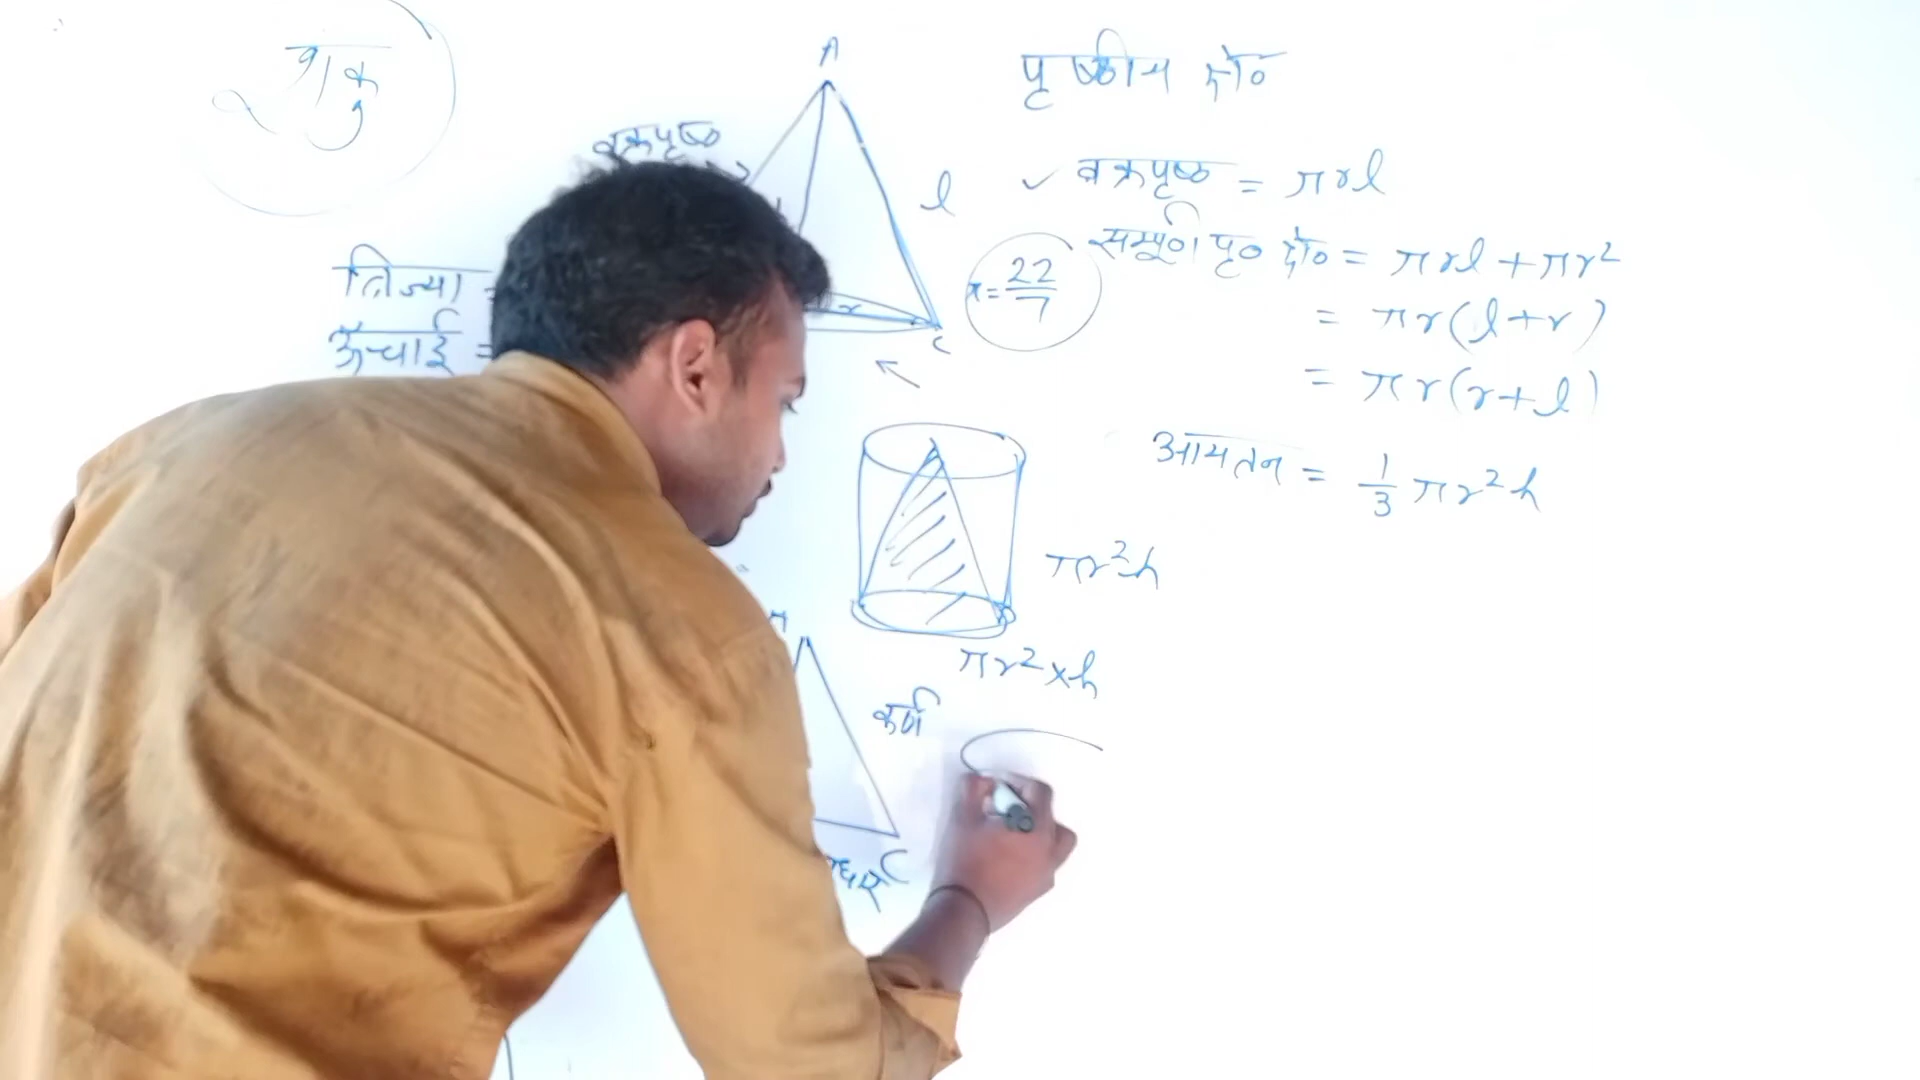 शंकु
A
वक्रपृष्ठ
l
त्रिज्या =
ऊँचाई =
r
C
π = 22/7
पृष्ठीय क्षे०
✓ वक्रपृष्ठ = πrl
सम्पूर्ण पृ० क्षे० = πrl + πr²
= πr(l+r)
= πr(r+l)
आयतन = 1/3 πr²h
πr²h
πr² × h
कर्ण
C